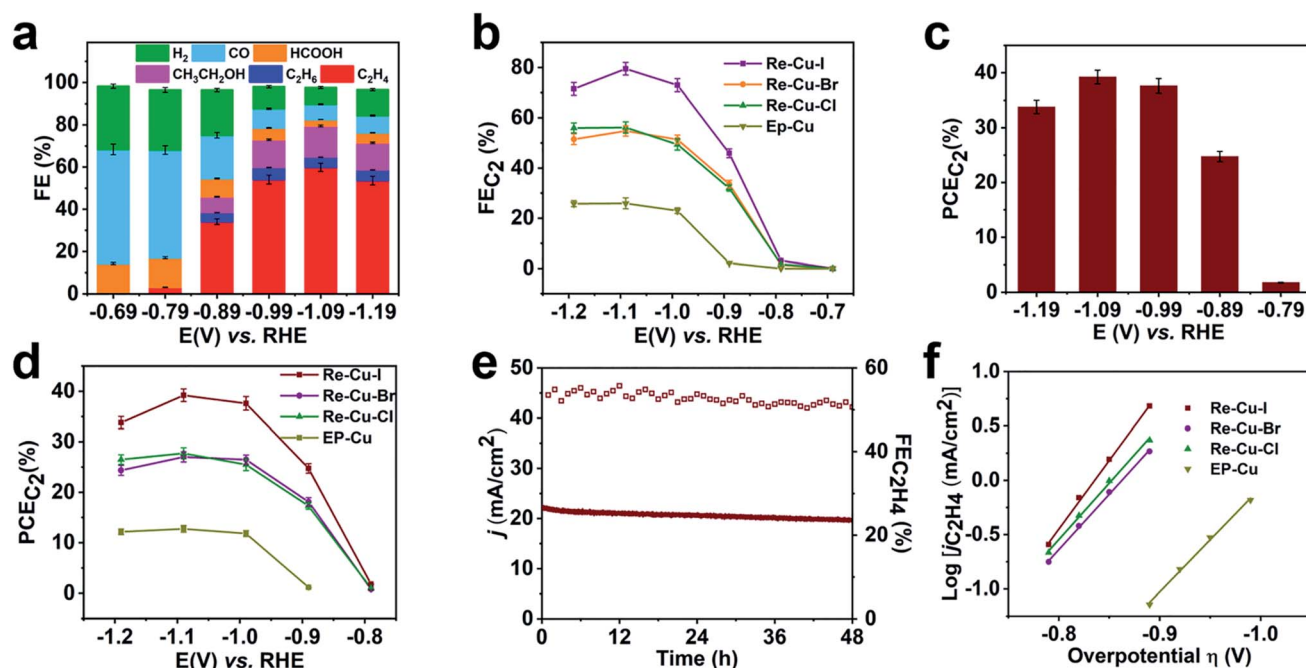 a
H2 CO HCOOH
CH3CH2OH C2H6 C2H4
FE (%)
100
80
60
40
20
0
-0.69 -0.79 -0.89 -0.99 -1.09 -1.19
E(V) vs. RHE
b
FEC2 (%)
80
60
40
20
0
Re-Cu-I
Re-Cu-Br
Re-Cu-Cl
Ep-Cu
-1.2 -1.1 -1.0 -0.9 -0.8 -0.7
E(V) vs. RHE
c
PCEC2(%)
40
30
20
10
0
-1.19 -1.09 -0.99 -0.89 -0.79
E (V) vs. RHE
d
PCEC2(%)
40
30
20
10
0
Re-Cu-I
Re-Cu-Br
Re-Cu-Cl
EP-Cu
-1.2 -1.1 -1.0 -0.9 -0.8
E(V) vs. RHE
e
j (mA/cm2)
50
45
40
35
30
25
20
15
10
5
0
60
40
20
0
FEC2H4 (%)
0 12 24 36 48
Time (h)
f
Log [jC2H4 (mA/cm2)]
1.0
0.5
0.0
-0.5
-1.0
Re-Cu-I
Re-Cu-Br
Re-Cu-Cl
EP-Cu
-0.8 -0.9 -1.0
Overpotential η (V)